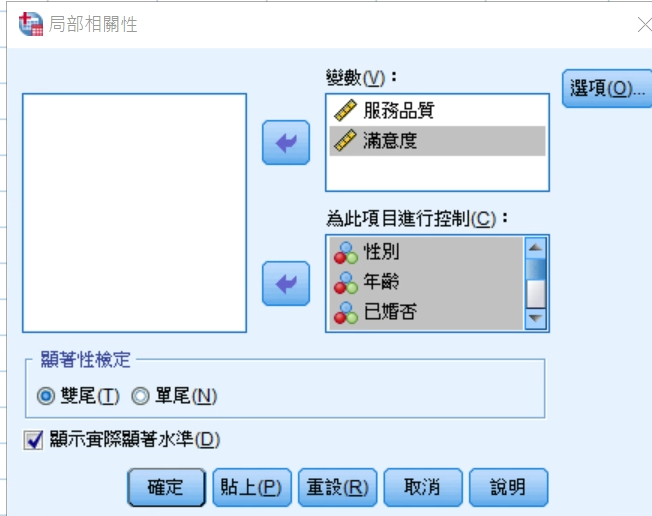 局部相關性
變數(V)：
選項(O)...
服務品質
滿意度
為此項目進行控制(C)：
性別
年齡
已婚否
顯著性檢定
雙尾(T) 單尾(N)
顯示實際顯著水準(D)
確定 貼上(P) 重設(R) 取消 說明